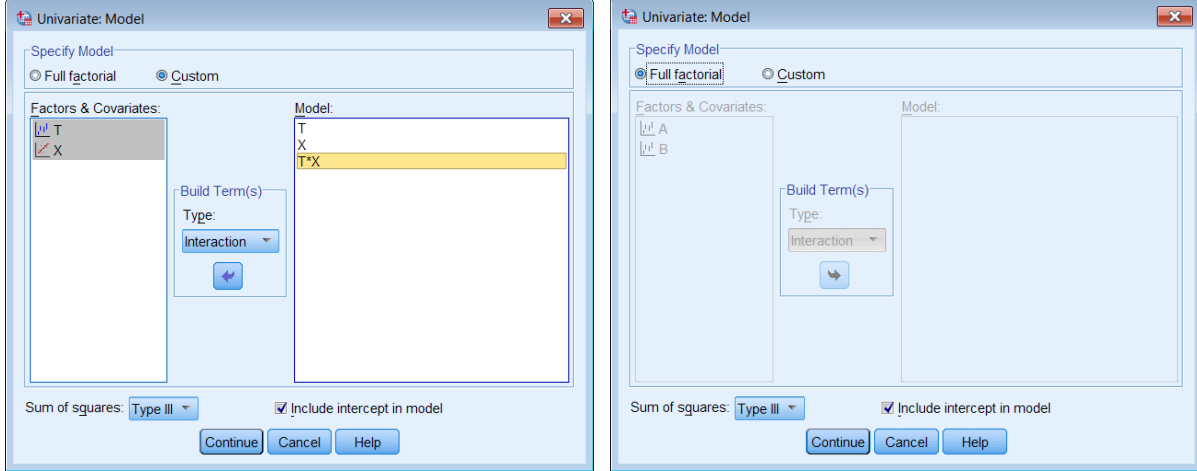 Univariate: Model
Specify Model
Full factorial Custom
Factors & Covariates:
T
X
Build Term(s)
Type:
Interaction
Model:
T
X
T*X
Sum of squares: Type III Include intercept in model
Continue Cancel Help
Univariate: Model
Specify Model
Full factorial Custom
Factors & Covariates:
A
B
Build Term(s)
Type:
Interaction
Model:
Sum of squares: Type III Include intercept in model
Continue Cancel Help